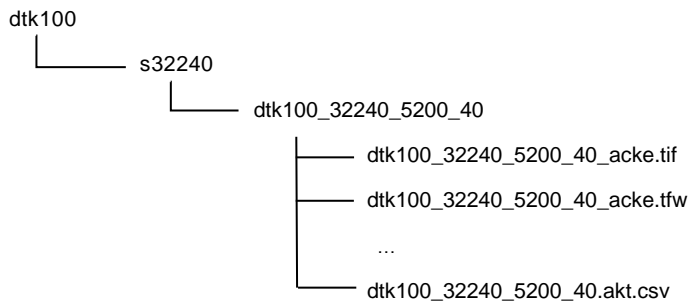 dtk100
s32240
dtk100_32240_5200_40
dtk100_32240_5200_40_acke.tif
dtk100_32240_5200_40_acke.tfw
...
dtk100_32240_5200_40.akt.csv